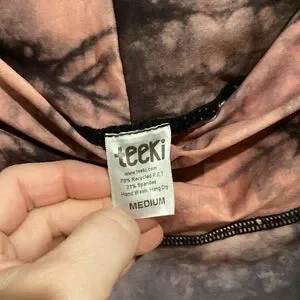 teeki
www.teeki.com
79% Recycled P.E.T
21% Spandex
Hand Wash, Hang Dry
MEDIUM